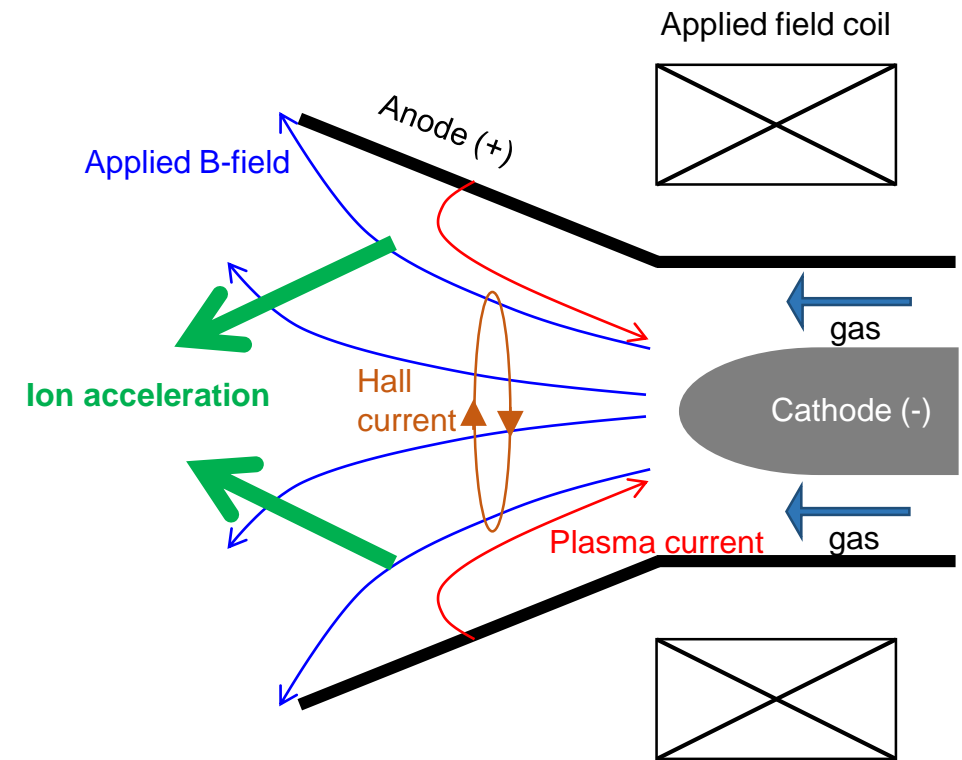 Applied field coil
Anode (+)
Applied B-field
gas
Hall
current
Ion acceleration
Cathode (-)
Plasma current
gas